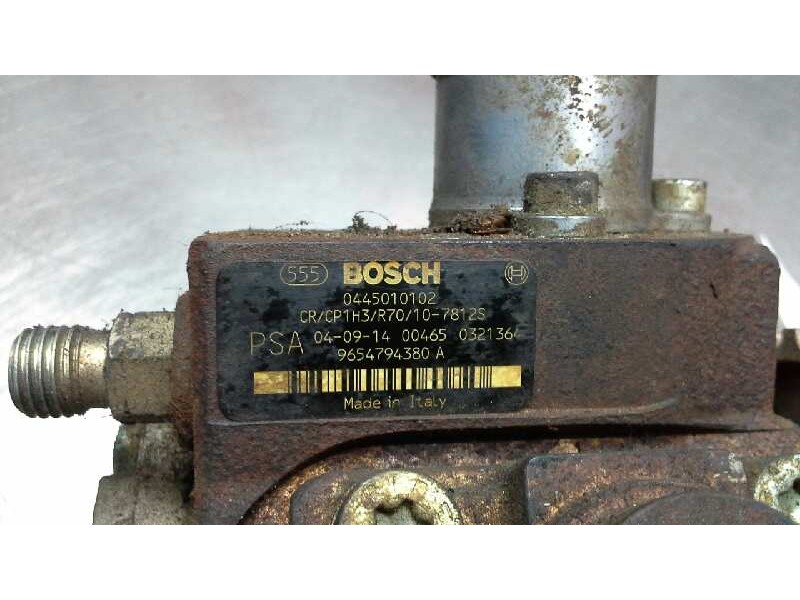 555 BOSCH
0445010102
CR/CP1H3/R70/10-7812S
PSA 04-09-14 00465 0321364
9654794380 A
Made in Italy